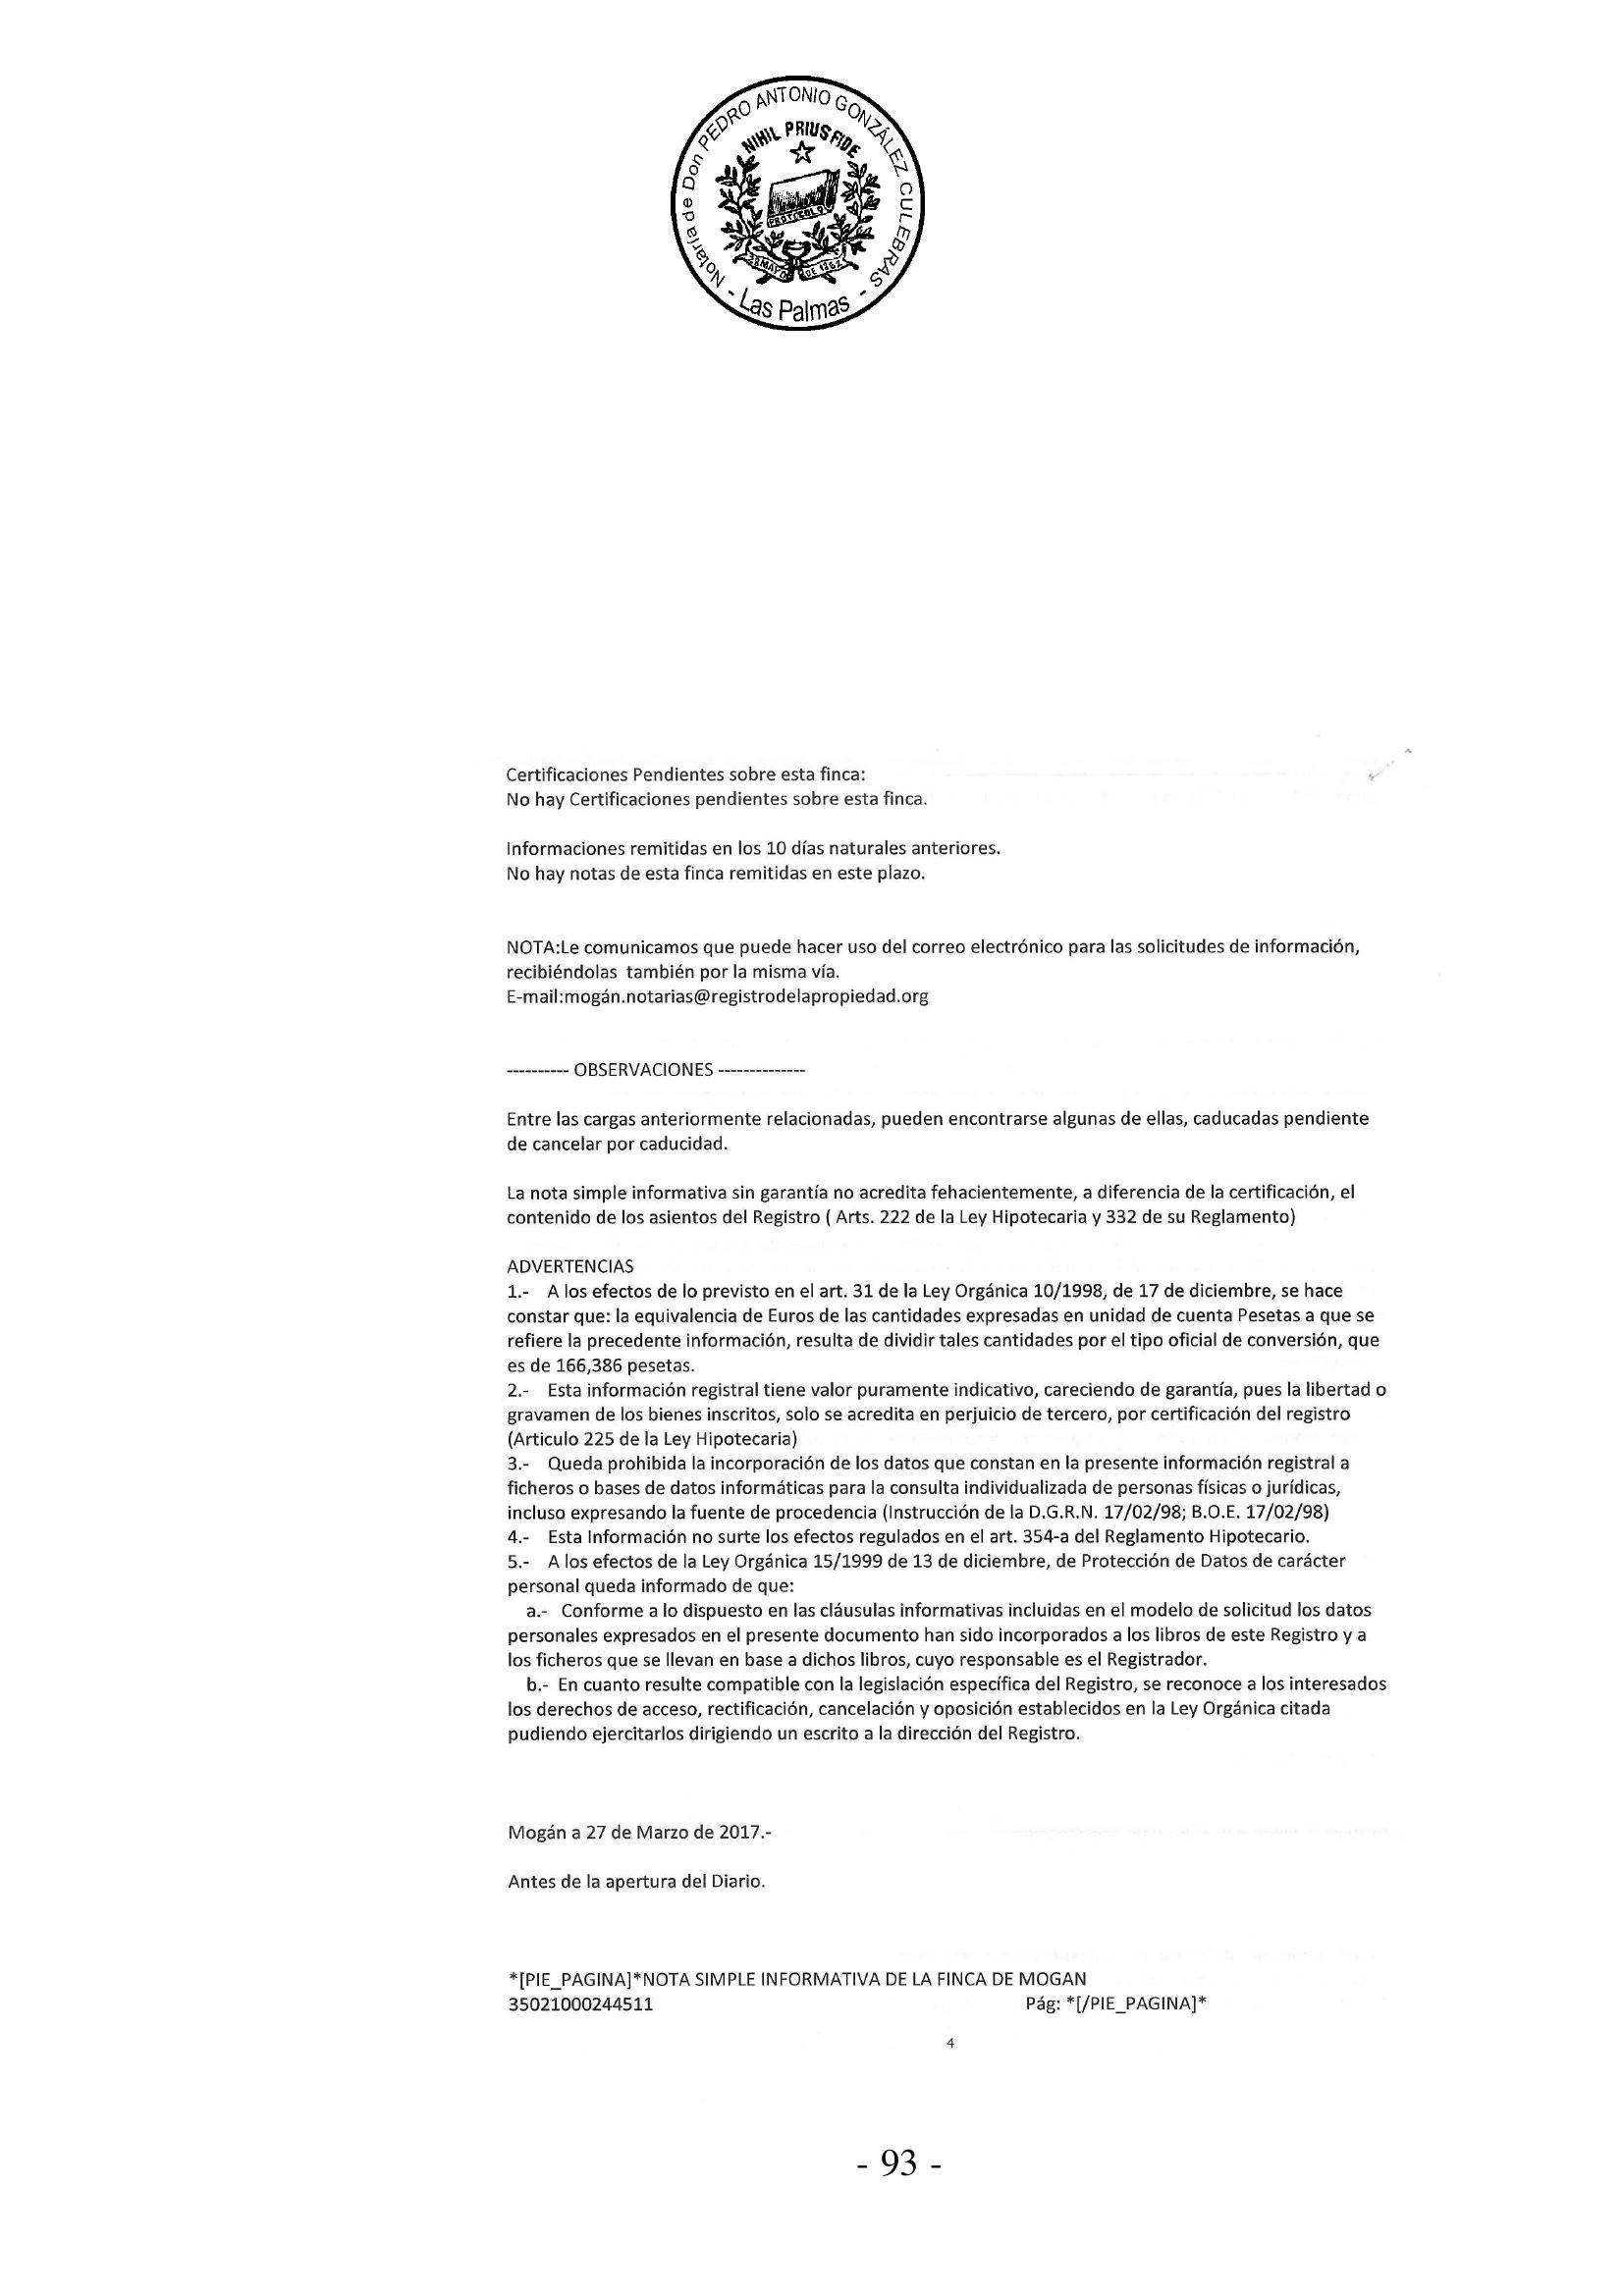 Notaría de Don PEDRO ANTONIO GONZÁLEZ CULEBRAS
NIHIL PRIUS FIDE
PROTOCOLO
28 MAYO DE 1862
- Las Palmas -
Certificaciones Pendientes sobre esta finca:
No hay Certificaciones pendientes sobre esta finca.
Informaciones remitidas en los 10 días naturales anteriores.
No hay notas de esta finca remitidas en este plazo.
NOTA:Le comunicamos que puede hacer uso del correo electrónico para las solicitudes de información,
recibiéndolas también por la misma vía.
E-mail:mogán.notarias@registrodelapropiedad.org
---------- OBSERVACIONES --------------
Entre las cargas anteriormente relacionadas, pueden encontrarse algunas de ellas, caducadas pendiente
de cancelar por caducidad.
La nota simple informativa sin garantía no acredita fehacientemente, a diferencia de la certificación, el
contenido de los asientos del Registro ( Arts. 222 de la Ley Hipotecaria y 332 de su Reglamento)
ADVERTENCIAS
1.- A los efectos de lo previsto en el art. 31 de la Ley Orgánica 10/1998, de 17 de diciembre, se hace
constar que: la equivalencia de Euros de las cantidades expresadas en unidad de cuenta Pesetas a que se
refiere la precedente información, resulta de dividir tales cantidades por el tipo oficial de conversión, que
es de 166,386 pesetas.
2.- Esta información registral tiene valor puramente indicativo, careciendo de garantía, pues la libertad o
gravamen de los bienes inscritos, solo se acredita en perjuicio de tercero, por certificación del registro
(Articulo 225 de la Ley Hipotecaria)
3.- Queda prohibida la incorporación de los datos que constan en la presente información registral a
ficheros o bases de datos informáticas para la consulta individualizada de personas físicas o jurídicas,
incluso expresando la fuente de procedencia (Instrucción de la D.G.R.N. 17/02/98; B.O.E. 17/02/98)
4.- Esta Información no surte los efectos regulados en el art. 354-a del Reglamento Hipotecario.
5.- A los efectos de la Ley Orgánica 15/1999 de 13 de diciembre, de Protección de Datos de carácter
personal queda informado de que:
a.- Conforme a lo dispuesto en las cláusulas informativas incluidas en el modelo de solicitud los datos
personales expresados en el presente documento han sido incorporados a los libros de este Registro y a
los ficheros que se llevan en base a dichos libros, cuyo responsable es el Registrador.
b.- En cuanto resulte compatible con la legislación específica del Registro, se reconoce a los interesados
los derechos de acceso, rectificación, cancelación y oposición establecidos en la Ley Orgánica citada
pudiendo ejercitarlos dirigiendo un escrito a la dirección del Registro.
Mogán a 27 de Marzo de 2017.-
Antes de la apertura del Diario.
*[PIE_PAGINA]*NOTA SIMPLE INFORMATIVA DE LA FINCA DE MOGAN
35021000244511 Pág: *[/PIE_PAGINA]*
4
- 93 -